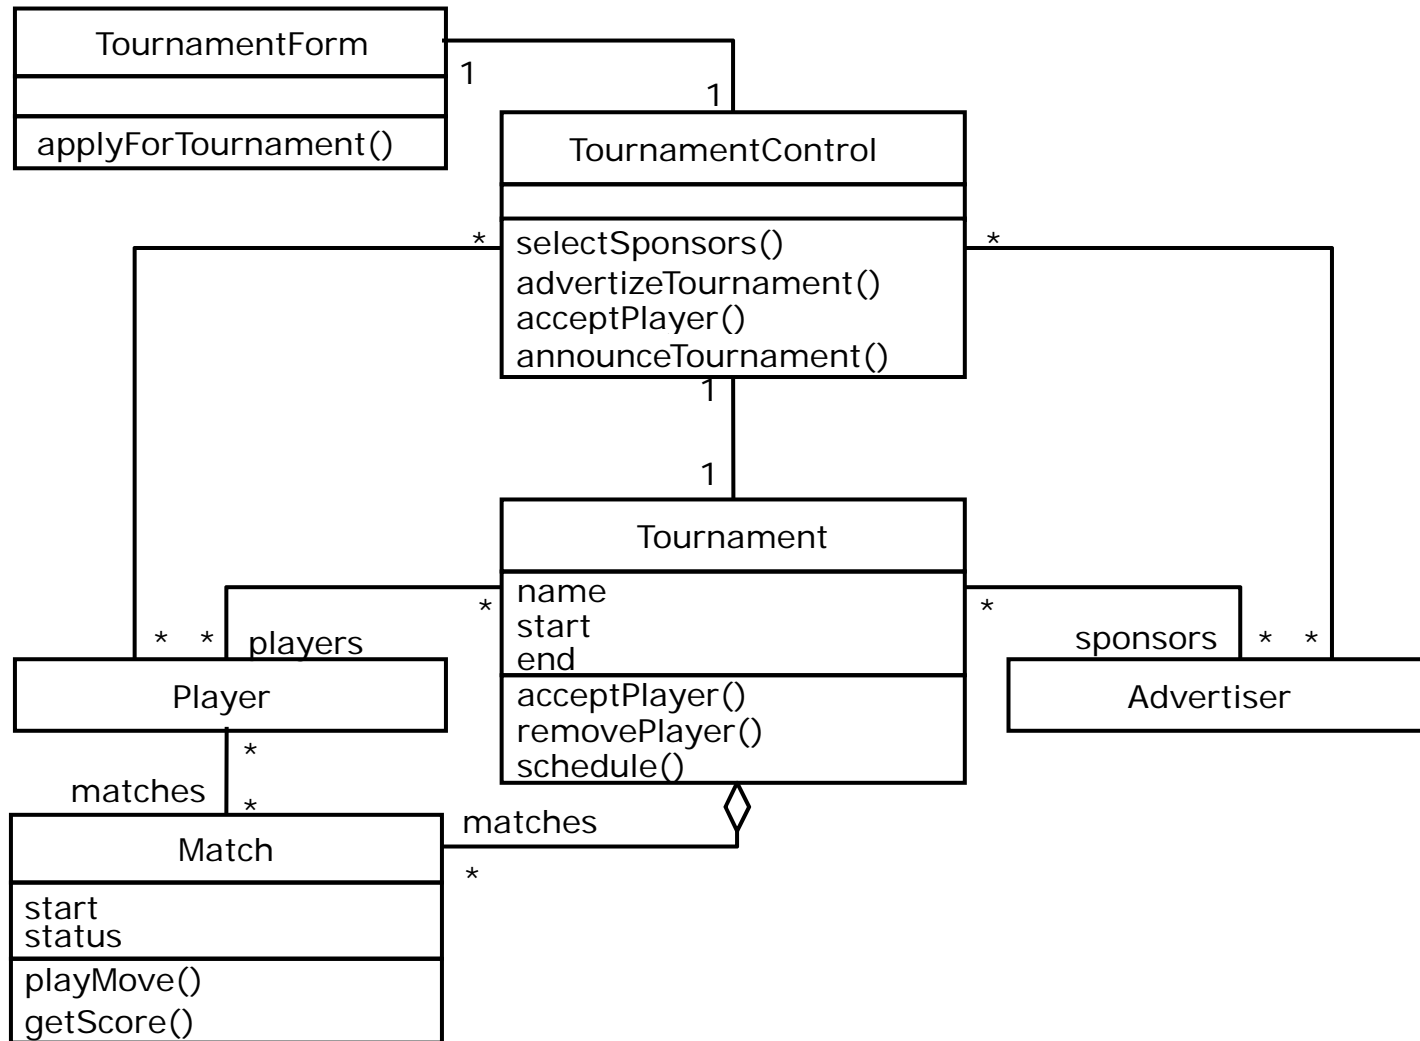 TournamentForm
applyForTournament()
1
1
TournamentControl
selectSponsors()
advertizeTournament()
acceptPlayer()
announceTournament()
*
*
1
1
Tournament
name
start
end
acceptPlayer()
removePlayer()
schedule()
*
*
* * players
sponsors * *
Player
Advertiser
*
matches
*
matches
*
Match
start
status
playMove()
getScore()